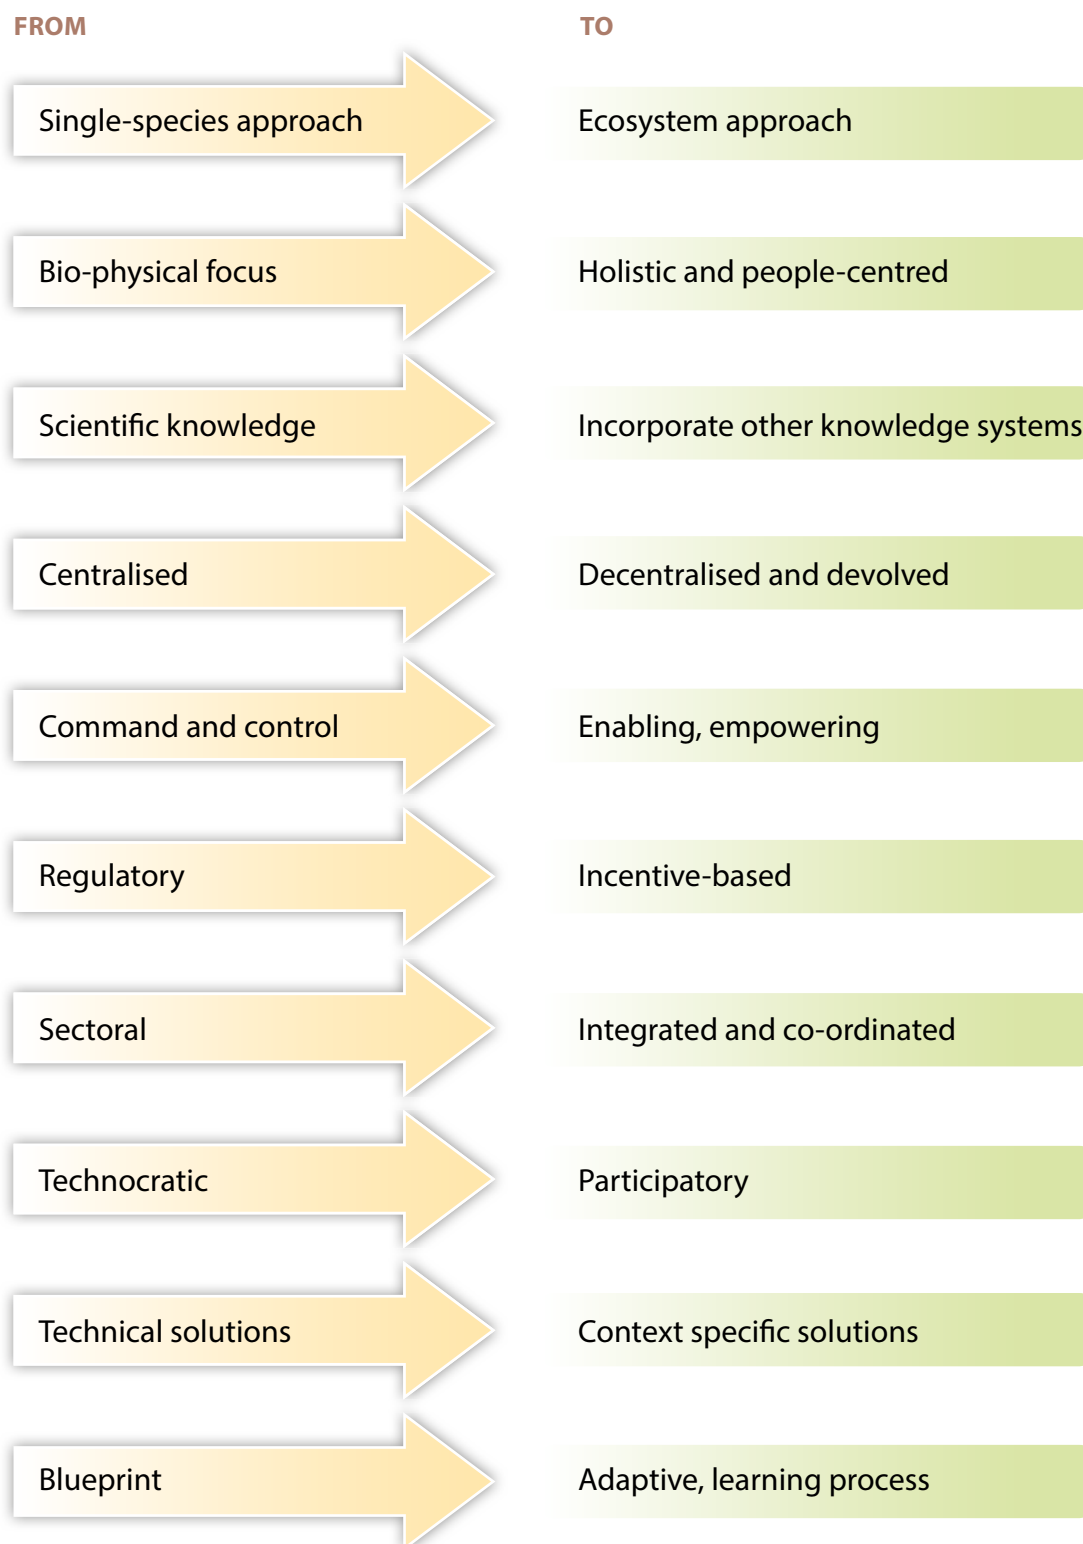 FROM TO
Single-species approach Ecosystem approach
Bio-physical focus Holistic and people-centred
Scientific knowledge Incorporate other knowledge systems
Centralised Decentralised and devolved
Command and control Enabling, empowering
Regulatory Incentive-based
Sectoral Integrated and co-ordinated
Technocratic Participatory
Technical solutions Context specific solutions
Blueprint Adaptive, learning process